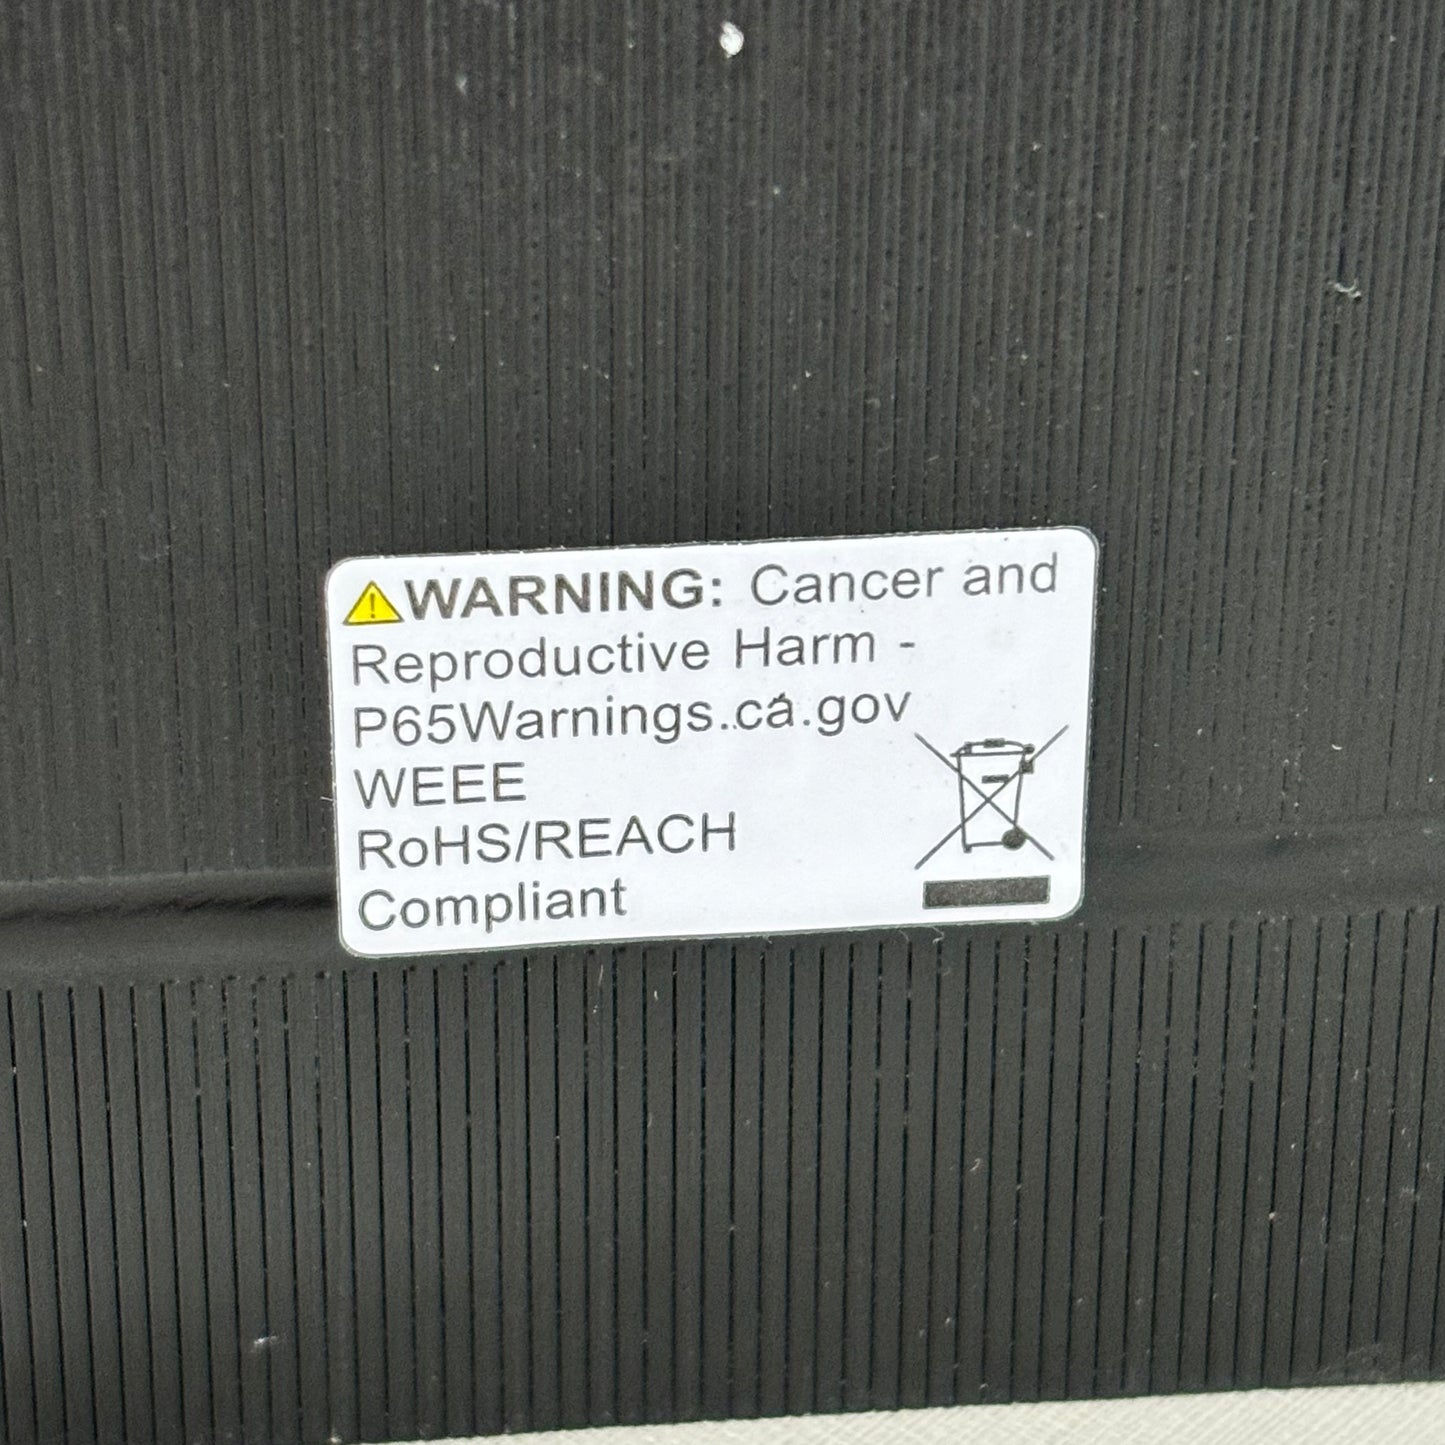 WARNING: Cancer and
Reproductive Harm -
P65Warnings.ca.gov
WEEE
RoHS/REACH
Compliant